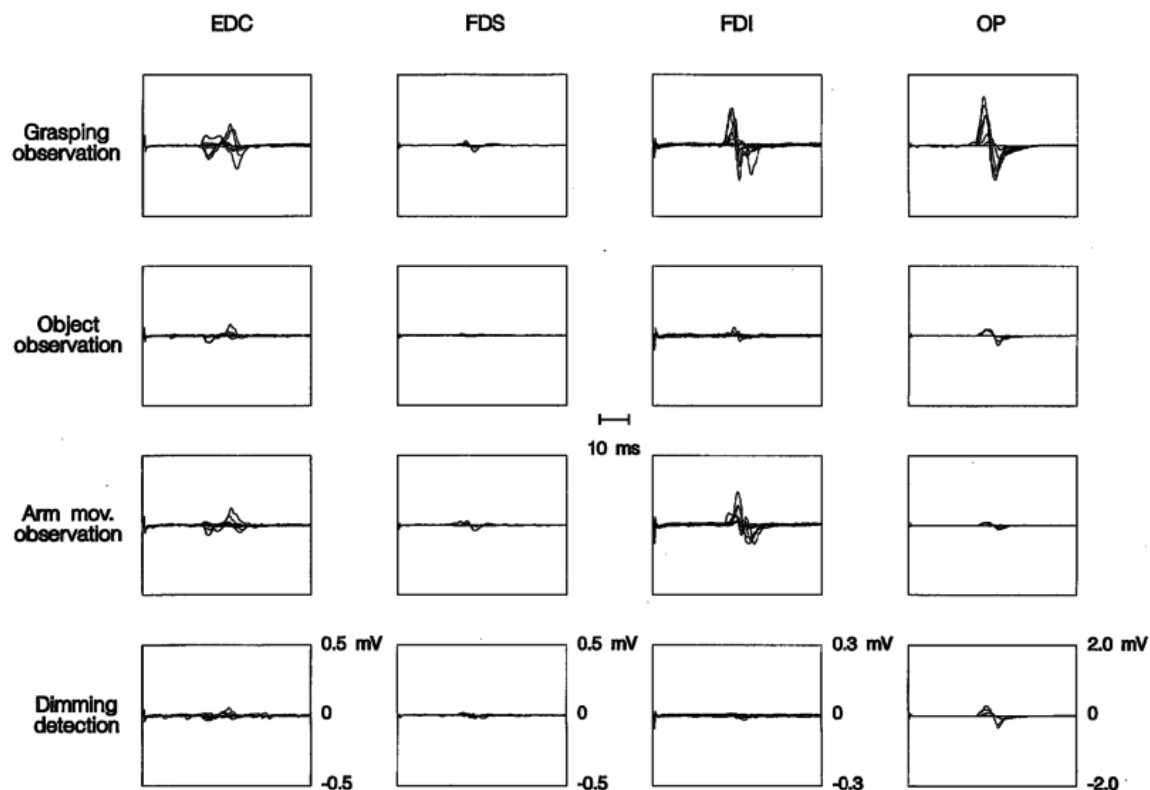 EDC FDS FDI OP
Grasping
observation
Object
observation
10 ms
Arm mov.
observation
0.5 mV 0.5 mV 0.3 mV 2.0 mV
Dimming
detection
0 0 0 0
-0.5 -0.5 -0.3 -2.0